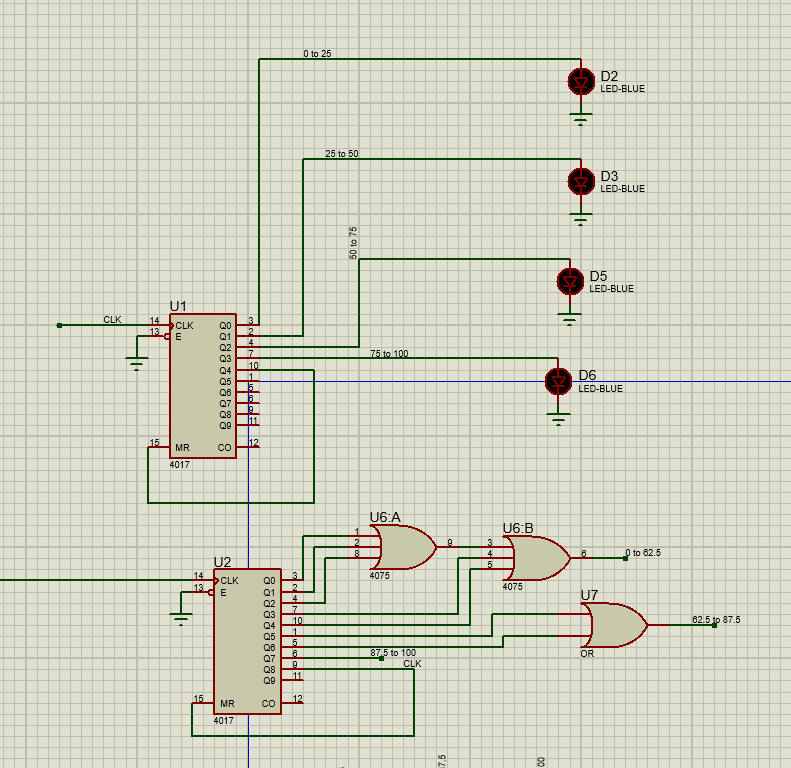 0 to 25
D2
LED-BLUE
25 to 50
D3
LED-BLUE
50 to 75
D5
LED-BLUE
U1
CLK
14
13
15
CLK
E
MR
Q0
Q1
Q2
Q3
Q4
Q5
Q6
Q7
Q8
Q9
CO
3
2
4
7
10
1
5
6
9
11
12
4017
75 to 100
D6
LED-BLUE
U6:A
1
2
8
9
4075
U6:B
3
4
5
6
4075
0 to 62.5
U7
OR
62.5 to 87.5
U2
14
13
15
CLK
E
MR
Q0
Q1
Q2
Q3
Q4
Q5
Q6
Q7
Q8
Q9
CO
3
2
4
7
10
1
5
6
9
11
12
4017
87.5 to 100
CLK
7.5
00